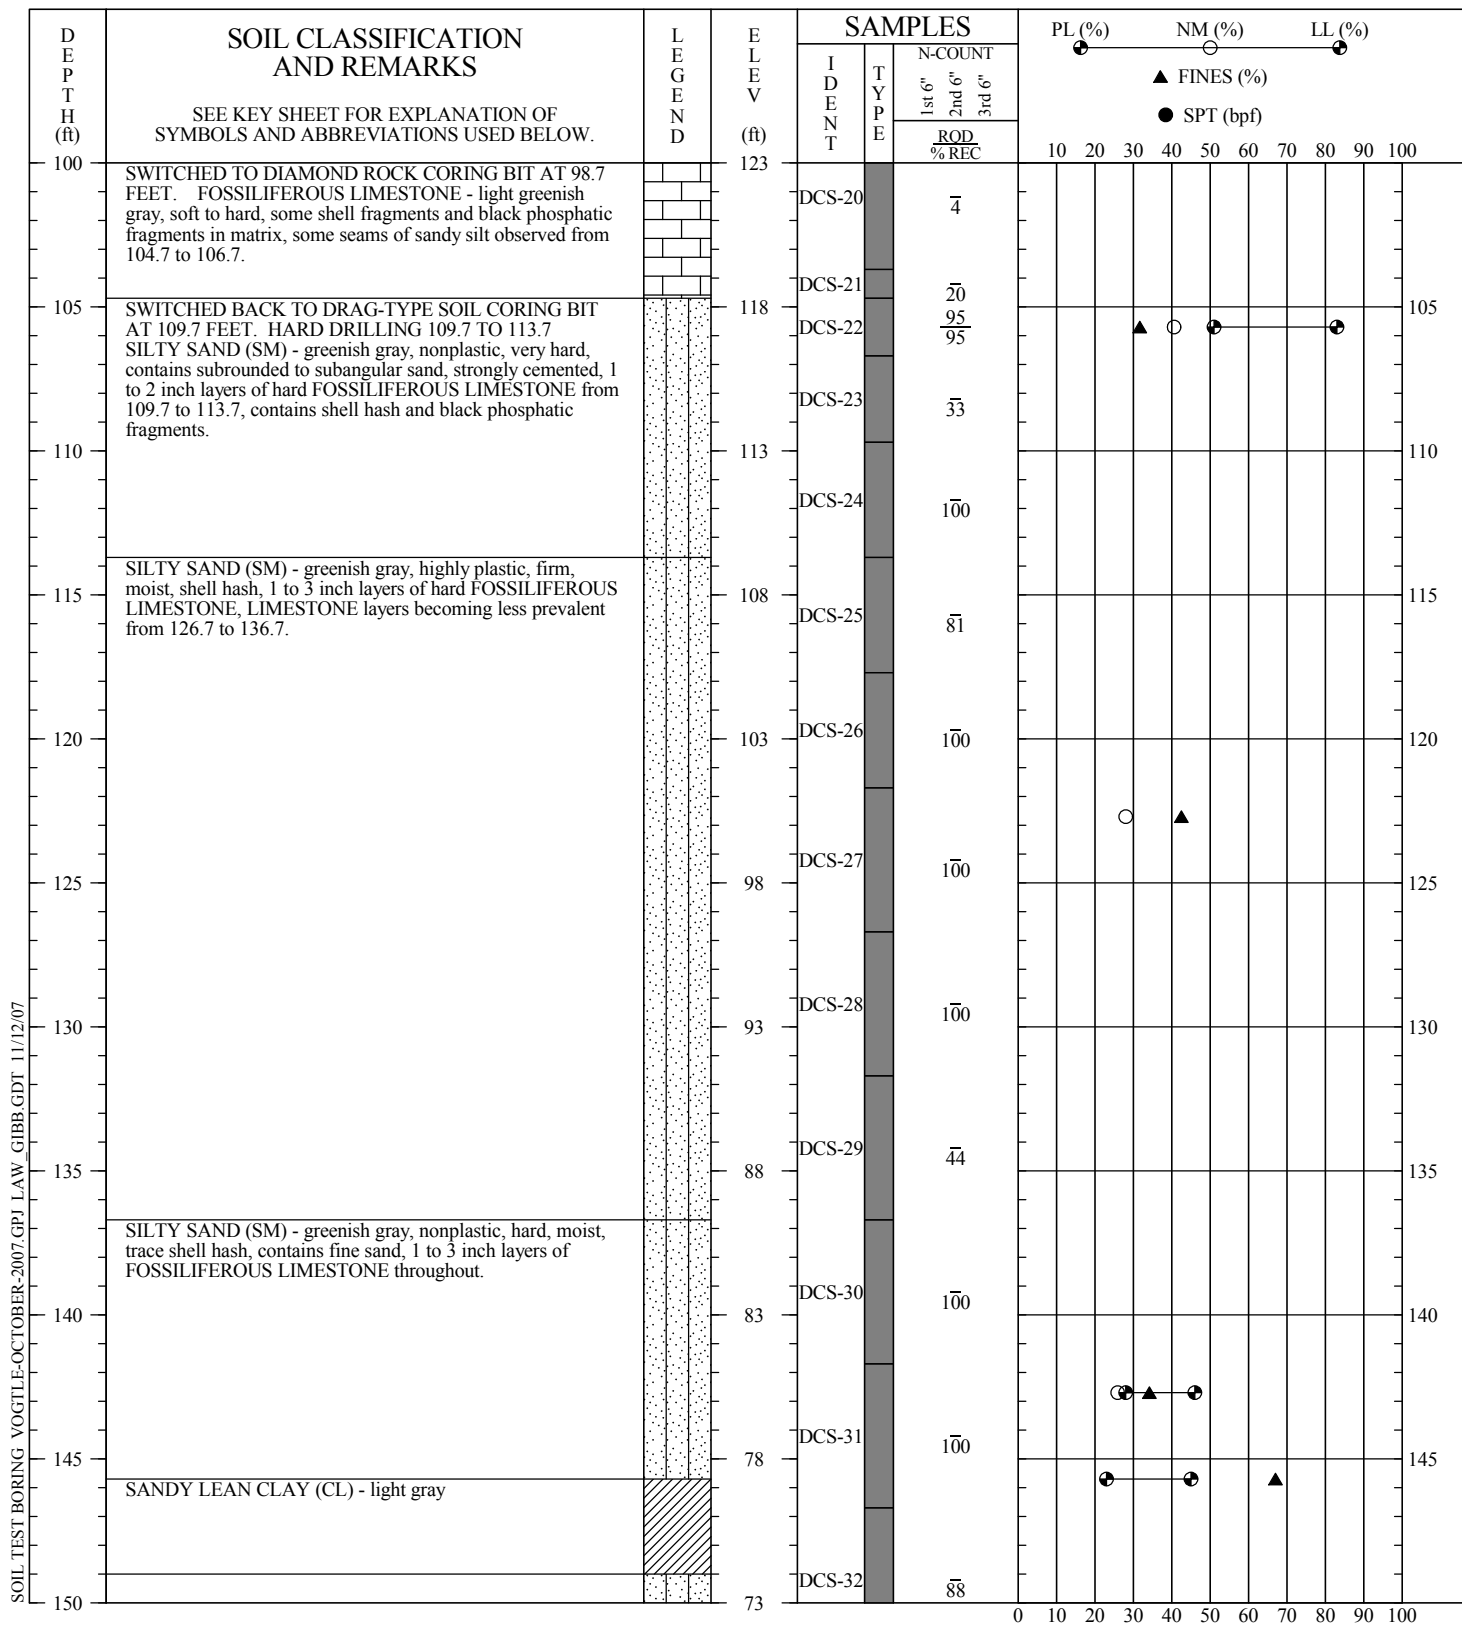 DEPTH (ft)
SOIL CLASSIFICATION
AND REMARKS
SEE KEY SHEET FOR EXPLANATION OF
SYMBOLS AND ABBREVIATIONS USED BELOW.
LEGEND
ELEV (ft)
SAMPLES
IDENT
TYPE
N-COUNT
1st 6"
2nd 6"
3rd 6"
RQD
% REC
PL (%) NM (%) LL (%)
▲ FINES (%)
● SPT (bpf)
10 20 30 40 50 60 70 80 90 100
100
SWITCHED TO DIAMOND ROCK CORING BIT AT 98.7
FEET. FOSSILIFEROUS LIMESTONE - light greenish
gray, soft to hard, some shell fragments and black phosphatic
fragments in matrix, some seams of sandy silt observed from
104.7 to 106.7.
123
DCS-20
4
DCS-21
20
105
SWITCHED BACK TO DRAG-TYPE SOIL CORING BIT
AT 109.7 FEET. HARD DRILLING 109.7 TO 113.7
SILTY SAND (SM) - greenish gray, nonplastic, very hard,
contains subrounded to subangular sand, strongly cemented, 1
to 2 inch layers of hard FOSSILIFEROUS LIMESTONE from
109.7 to 113.7, contains shell hash and black phosphatic
fragments.
118
DCS-22
95
95
105
DCS-23
33
110
113
110
DCS-24
100
SILTY SAND (SM) - greenish gray, highly plastic, firm,
moist, shell hash, 1 to 3 inch layers of hard FOSSILIFEROUS
LIMESTONE, LIMESTONE layers becoming less prevalent
from 126.7 to 136.7.
115
108
DCS-25
81
115
120
103
DCS-26
100
120
125
98
DCS-27
100
125
130
93
DCS-28
100
130
135
88
DCS-29
44
135
SILTY SAND (SM) - greenish gray, nonplastic, hard, moist,
trace shell hash, contains fine sand, 1 to 3 inch layers of
FOSSILIFEROUS LIMESTONE throughout.
140
83
DCS-30
100
140
145
78
DCS-31
100
145
SANDY LEAN CLAY (CL) - light gray
150
73
DCS-32
88
0 10 20 30 40 50 60 70 80 90 100
SOIL TEST BORING VOGTLE-OCTOBER-2007.GPJ LAW_GIBB.GDT 11/12/07